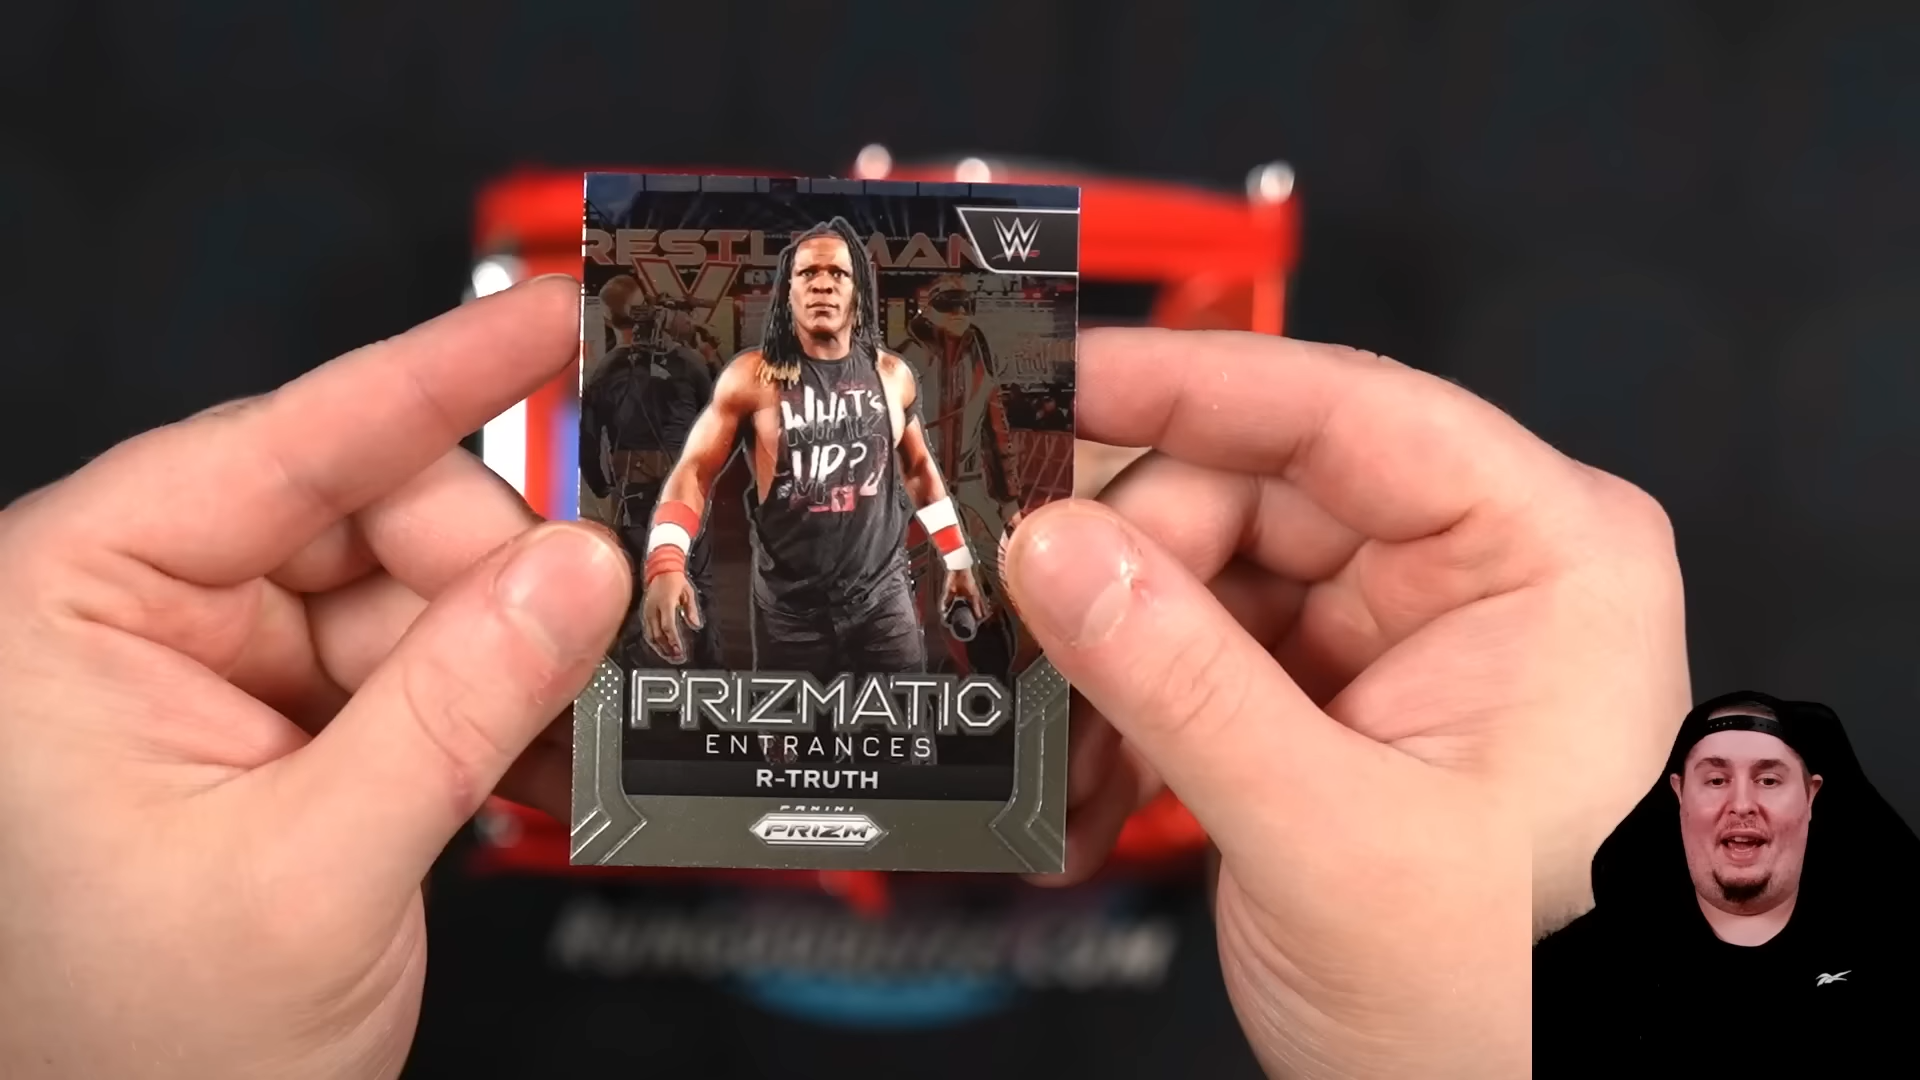 W
WHAT'S
UP?
PRIZMATIC
ENTRANCES
R-TRUTH
PANINI
PRIZM